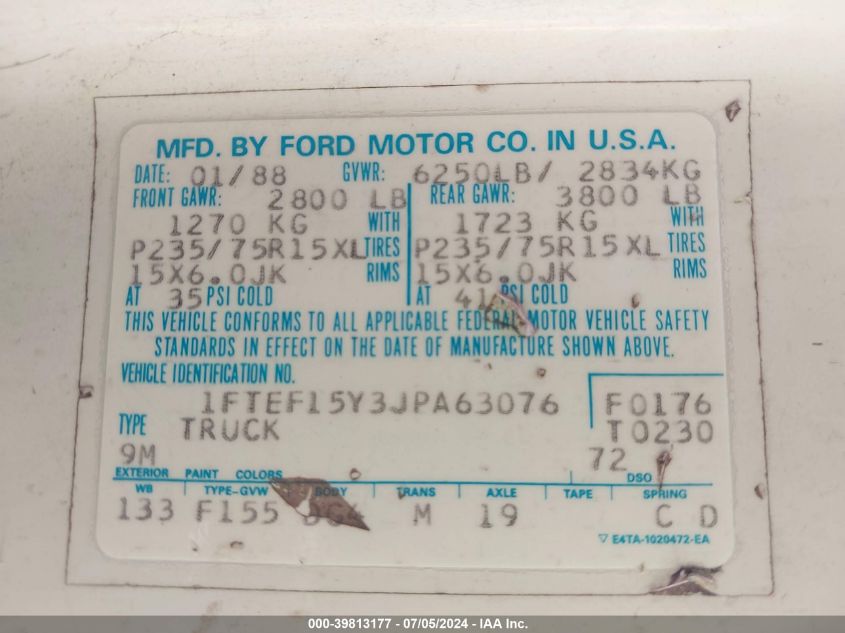 MFD. BY FORD MOTOR CO. IN U.S.A.
DATE: 01/88 GVWR: 6250LB/ 2834KG
FRONT GAWR: 2800 LB REAR GAWR: 3800 LB
1270 KG WITH 1723 KG WITH
P235/75R15XL TIRES P235/75R15XL TIRES
15X6.0JK RIMS 15X6.0JK RIMS
AT 35 PSI COLD AT 41 PSI COLD
THIS VEHICLE CONFORMS TO ALL APPLICABLE FEDERAL MOTOR VEHICLE SAFETY
STANDARDS IN EFFECT ON THE DATE OF MANUFACTURE SHOWN ABOVE.
VEHICLE IDENTIFICATION NO.
1FTEF15Y3JPA63076 F0176
TYPE TRUCK T0230
9M 72
EXTERIOR PAINT COLORS DSO
WB TYPE-GVW BODY TRANS AXLE TAPE SPRING
133 F155 M 19 C D
▽ E4TA-1020472-EA
000-39813177 - 07/05/2024 - IAA Inc.